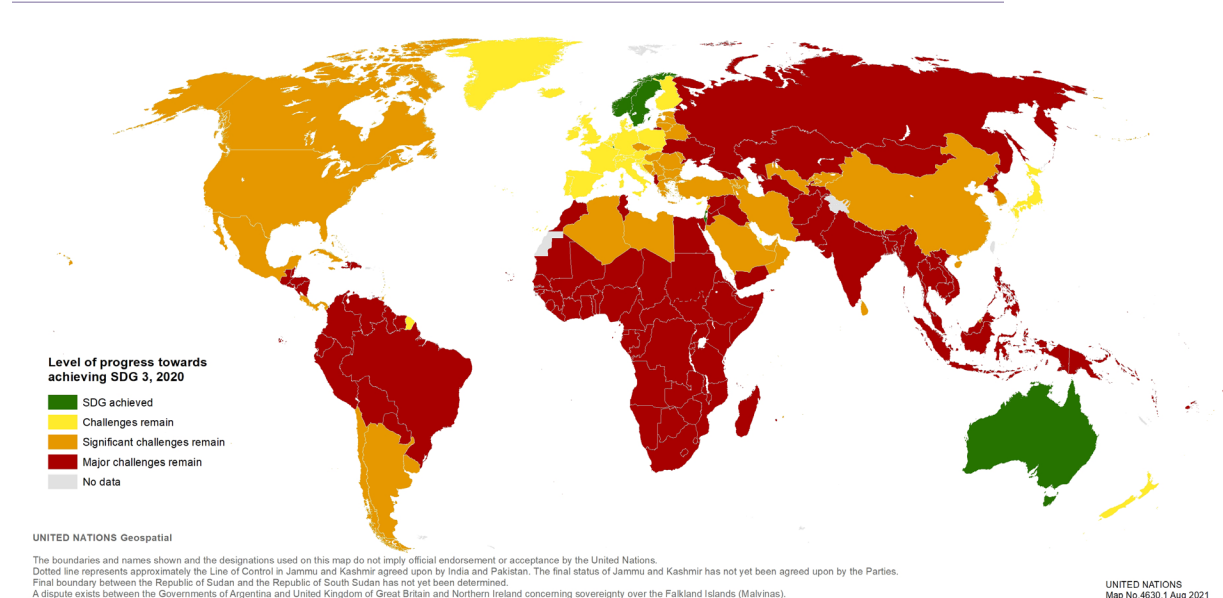 Level of progress towards
achieving SDG 3, 2020
SDG achieved
Challenges remain
Significant challenges remain
Major challenges remain
No data
UNITED NATIONS Geospatial
The boundaries and names shown and the designations used on this map do not imply official endorsement or acceptance by the United Nations.
Dotted line represents approximately the Line of Control in Jammu and Kashmir agreed upon by India and Pakistan. The final status of Jammu and Kashmir has not yet been agreed upon by the Parties.
Final boundary between the Republic of Sudan and the Republic of South Sudan has not yet been determined.
A dispute exists between the Governments of Argentina and United Kingdom of Great Britain and Northern Ireland concerning sovereignty over the Falkland Islands (Malvinas).
UNITED NATIONS
Map No.4630.1 Aug 2021